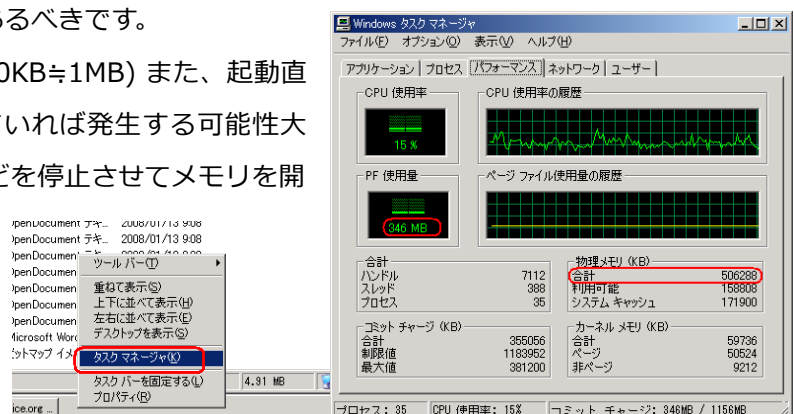 るべきです。
0KB≒1MB) また、起動直
いれば発生する可能性大
どを停止させてメモリを開
OpenDocument テキ... 2008/01/13 9:08
OpenDocument テキ... 2008/01/13 9:08
OpenDocument
OpenDocumen
OpenDocumen
OpenDocumen
Microsoft Word
ビットマップ イメ
ツール バー(T)
重ねて表示(S)
上下に並べて表示(H)
左右に並べて表示(E)
デスクトップを表示(S)
タスク マネージャ(K)
タスク バーを固定する(L)
プロパティ(R)
4.91 MB
ice.org ...
Windows タスク マネージャ
ファイル(F) オプション(O) 表示(V) ヘルプ(H)
アプリケーション プロセス パフォーマンス ネットワーク ユーザー
CPU 使用率
15 %
CPU 使用率の履歴
PF 使用量
346 MB
ページ ファイル使用量の履歴
合計
ハンドル 7112
スレッド 388
プロセス 35
物理メモリ (KB)
合計 506288
利用可能 158808
システム キャッシュ 171900
コミット チャージ (KB)
合計 355056
制限値 1183952
最大値 381200
カーネル メモリ (KB)
合計 59736
ページ 50524
非ページ 9212
プロセス: 35 CPU 使用率: 15% コミット チャージ: 346MB / 1156MB